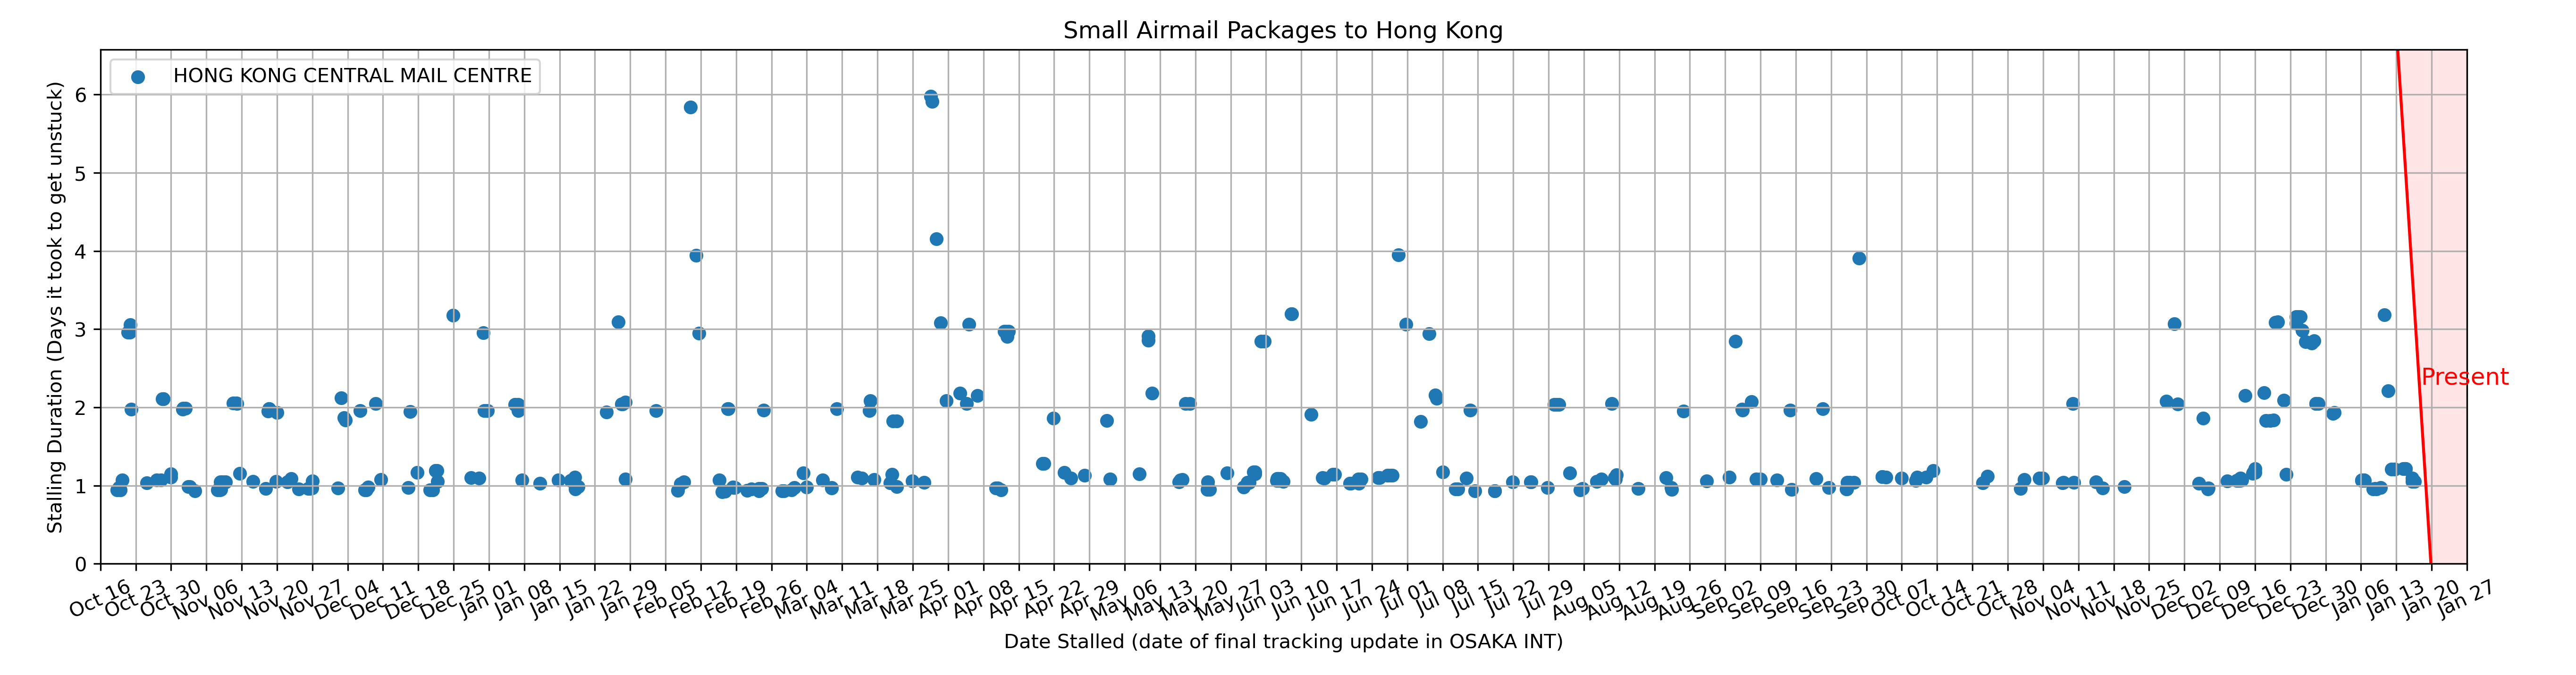 Small Airmail Packages to Hong Kong
HONG KONG CENTRAL MAIL CENTRE
Days it took to get unstuck
Stalling Duration (Days it took to get unstuck)
6
5
4
3
2
1
0
Present
Oct 16
Oct 23
Oct 30
Nov 06
Nov 13
Nov 20
Nov 27
Dec 04
Dec 11
Dec 18
Dec 25
Jan 01
Jan 08
Jan 15
Jan 22
Jan 29
Feb 05
Feb 12
Feb 19
Feb 26
Mar 04
Mar 11
Mar 18
Mar 25
Apr 01
Apr 08
Apr 15
Apr 22
Apr 29
May 06
May 13
May 20
May 27
Jun 03
Jun 10
Jun 17
Jun 24
Jul 01
Jul 08
Jul 15
Jul 22
Jul 29
Aug 05
Aug 12
Aug 19
Aug 26
Sep 02
Sep 09
Sep 16
Sep 23
Sep 30
Oct 07
Oct 14
Oct 21
Oct 28
Nov 04
Nov 11
Nov 18
Nov 25
Dec 02
Dec 09
Dec 16
Dec 23
Dec 30
Jan 06
Jan 13
Jan 20
Jan 27
Date Stalled (date of final tracking update in OSAKA INT)